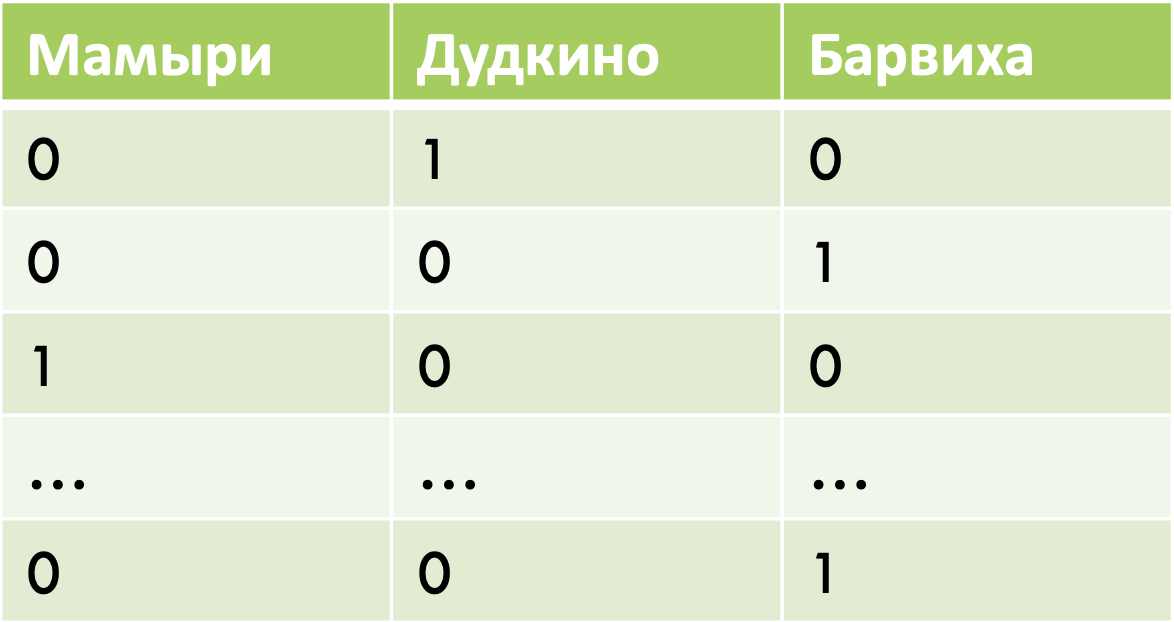 Мамыри Дудкино Барвиха
0 1 0
0 0 1
1 0 0
... ... ...
0 0 1